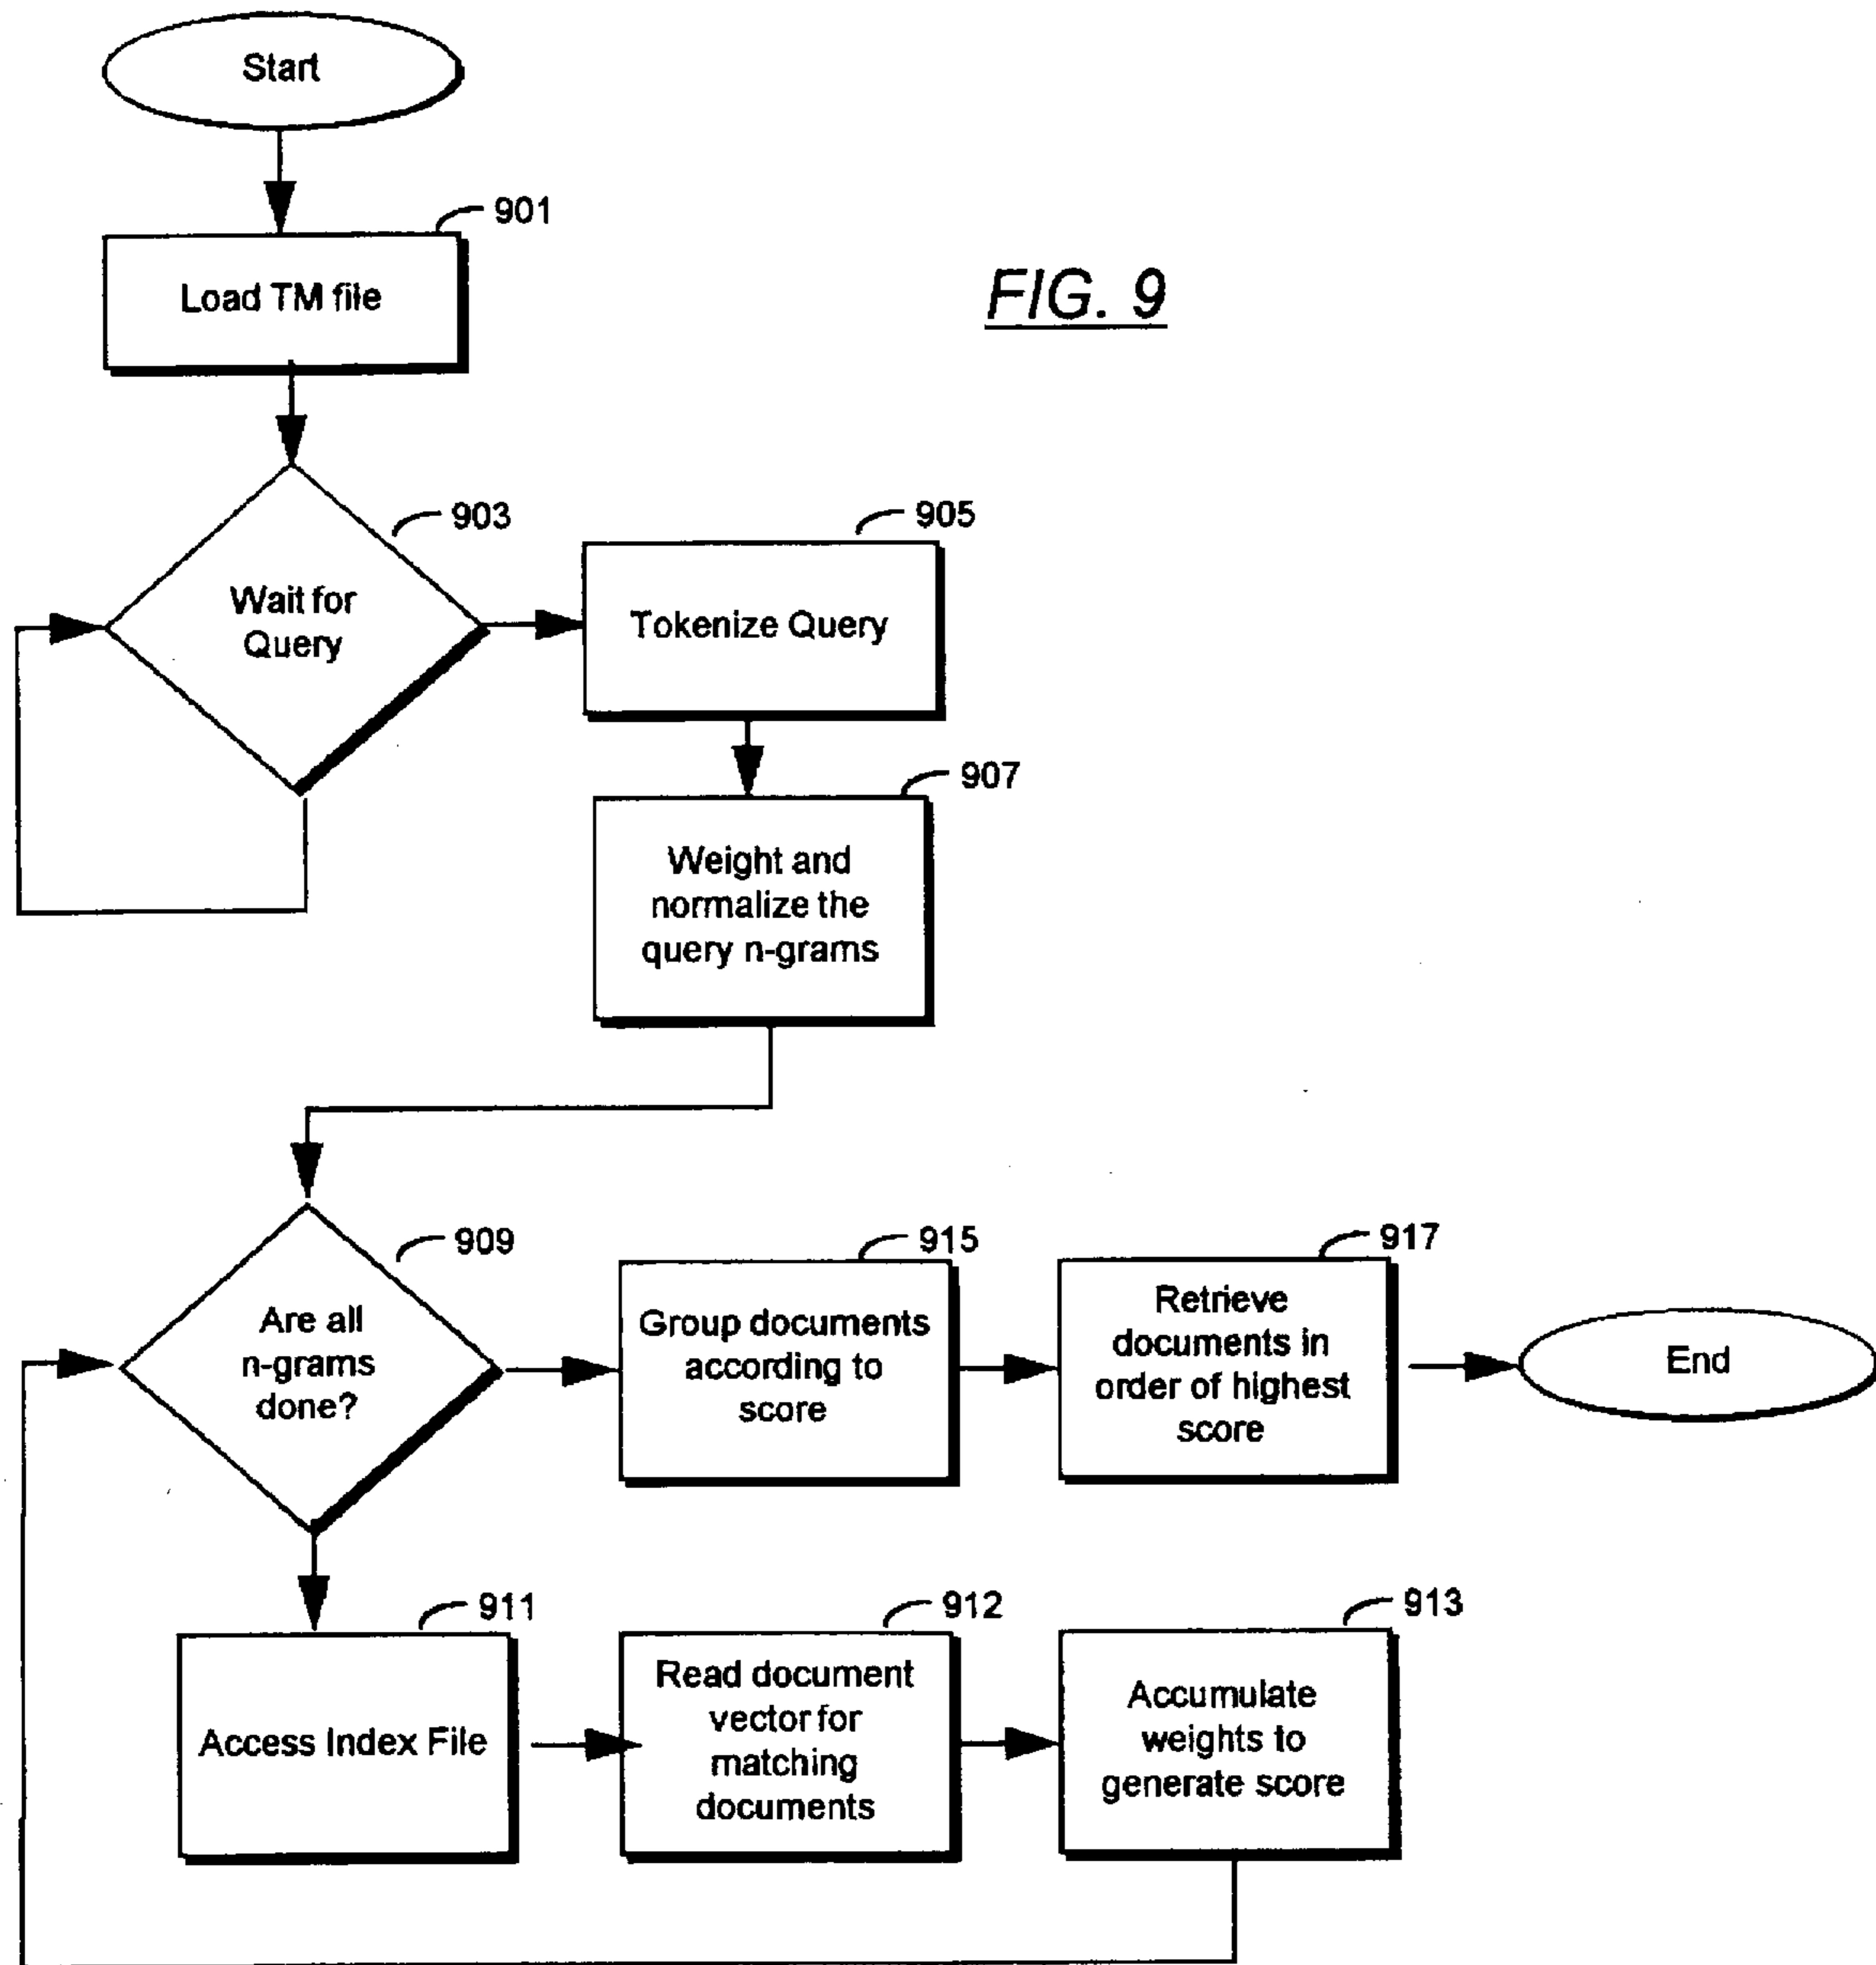 Start
901
Load TM file
FIG. 9
903
Wait for
Query
905
Tokenize Query
907
Weight and
normalize the
query n-grams
909
Are all
n-grams
done?
915
Group documents
according to
score
917
Retrieve
documents in
order of highest
score
End
911
Access Index File
912
Read document
vector for
matching
documents
913
Accumulate
weights to
generate score